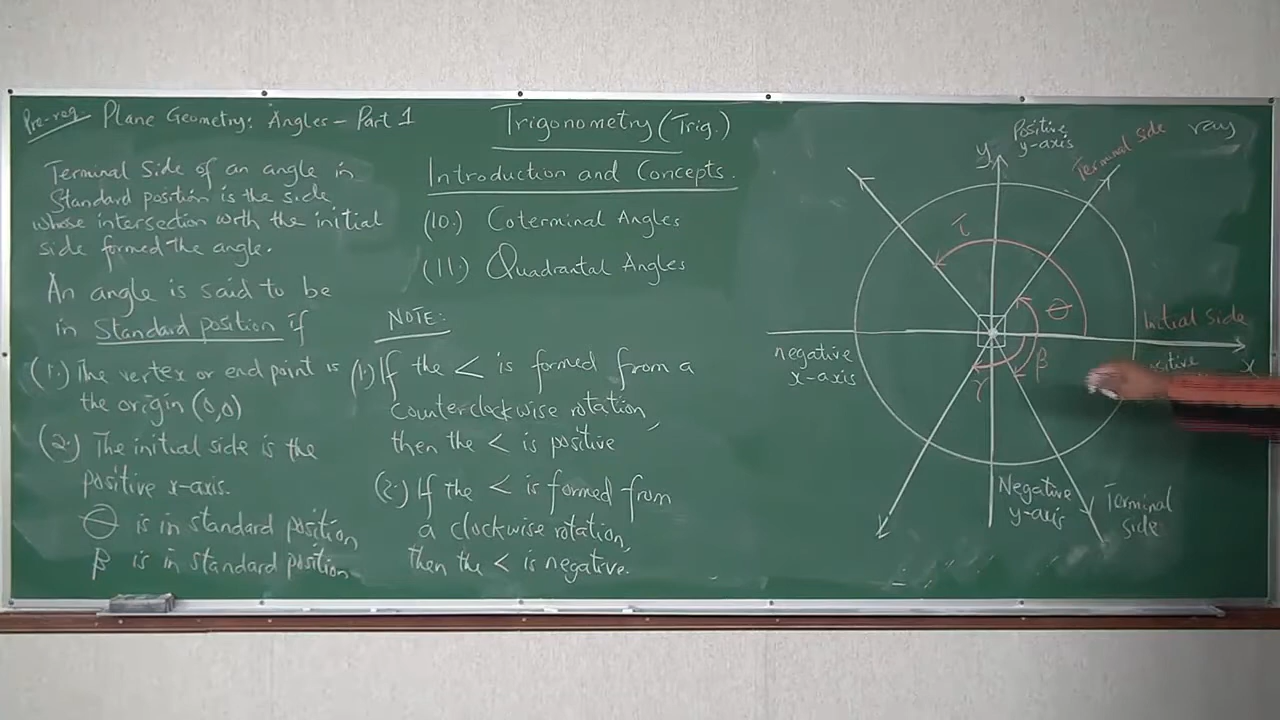 Pre-req Plane Geometry: Angles – Part 1
Trigonometry (Trig.)
Introduction and Concepts.
(10.) Coterminal Angles
(11.) Quadrantal Angles
Terminal Side of an angle in
Standard position is the side
whose intersection with the initial
side formed the angle.
An angle is said to be
in Standard position if
(1.) The vertex or end point is
the origin (0,0)
(2.) The initial side is the
positive x-axis.
θ is in standard position
β is in standard position
NOTE:
(1.) If the < is formed from a
counterclockwise rotation,
then the < is positive
(2.) If the < is formed from
a clockwise rotation,
then the < is negative.
ray
Positive
y-axis
y
Terminal side
τ
θ
Initial side
negative
x-axis
x
β
γ
Negative
y-axis
Terminal
side